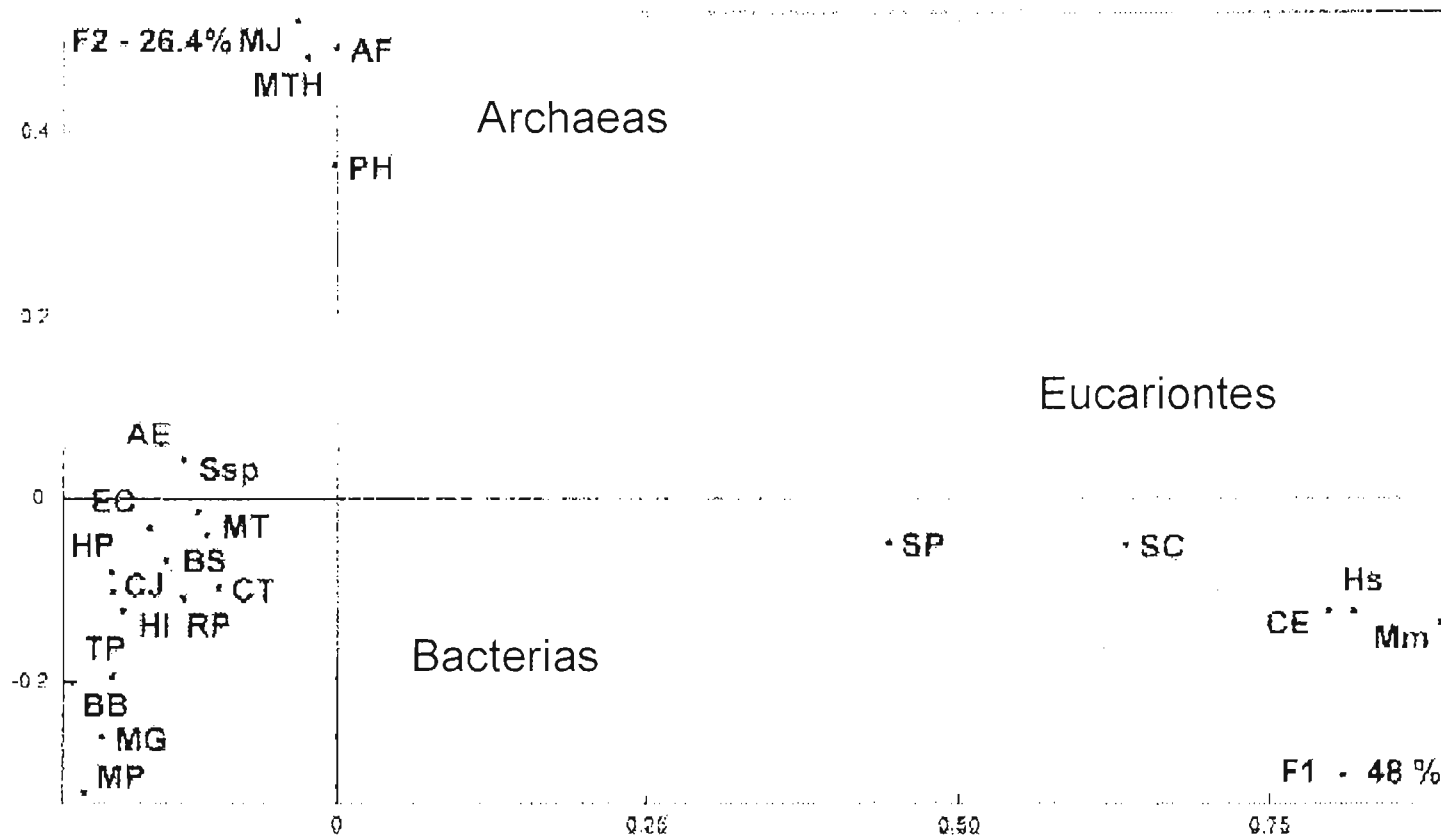 F2 - 26.4% MJ
AF
MTH
Archaeas
0.4
PH
0.2
Eucariontes
AE
Ssp
0
EC
MT
HP
BS
SP
SC
CJ
CT
Hs
HI RP
CE
Mm
TP
Bacterias
-0.2
BB
MG
MP
F1 - 48 %
0
0.25
0.50
0.75